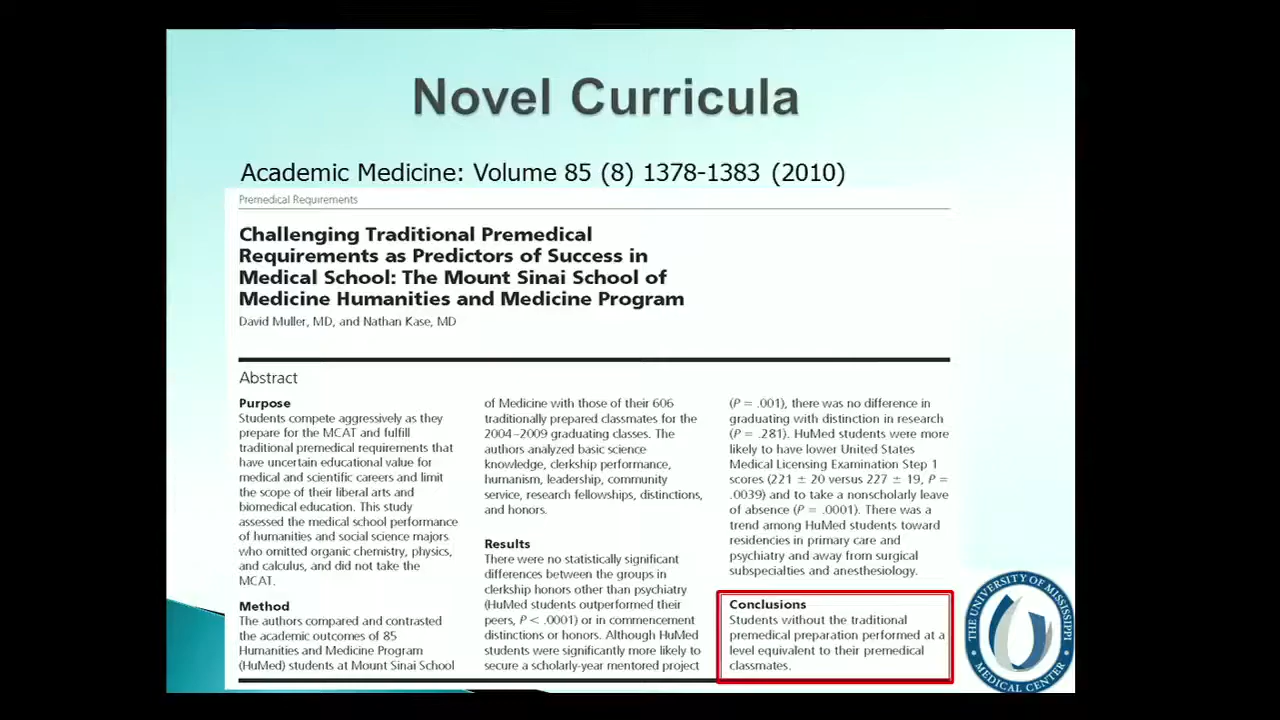 Novel Curricula
Academic Medicine: Volume 85 (8) 1378-1383 (2010)
Premedical Requirements
Challenging Traditional Premedical
Requirements as Predictors of Success in
Medical School: The Mount Sinai School of
Medicine Humanities and Medicine Program
David Muller, MD, and Nathan Kase, MD
Abstract
Purpose
Students compete aggressively as they
prepare for the MCAT and fulfill
traditional premedical requirements that
have uncertain educational value for
medical and scientific careers and limit
the scope of their liberal arts and
biomedical education. This study
assessed the medical school performance
of humanities and social science majors
who omitted organic chemistry, physics,
and calculus, and did not take the
MCAT.
Method
The authors compared and contrasted
the academic outcomes of 85
Humanities and Medicine Program
(HuMed) students at Mount Sinai School
of Medicine with those of their 606
traditionally prepared classmates for the
2004–2009 graduating classes. The
authors analyzed basic science
knowledge, clerkship performance,
humanism, leadership, community
service, research fellowships, distinctions,
and honors.
Results
There were no statistically significant
differences between the groups in
clerkship honors other than psychiatry
(HuMed students outperformed their
peers, P < .0001) or in commencement
distinctions or honors. Although HuMed
students were significantly more likely to
secure a scholarly-year mentored project
(P = .001), there was no difference in
graduating with distinction in research
(P = .281). HuMed students were more
likely to have lower United States
Medical Licensing Examination Step 1
scores (221 ± 20 versus 227 ± 19, P =
.0039) and to take a nonscholarly leave
of absence (P = .0001). There was a
trend among HuMed students toward
residencies in primary care and
psychiatry and away from surgical
subspecialties and anesthesiology.
Conclusions
Students without the traditional
premedical preparation performed at a
level equivalent to their premedical
classmates.
THE UNIVERSITY OF MISSISSIPPI
MEDICAL CENTER